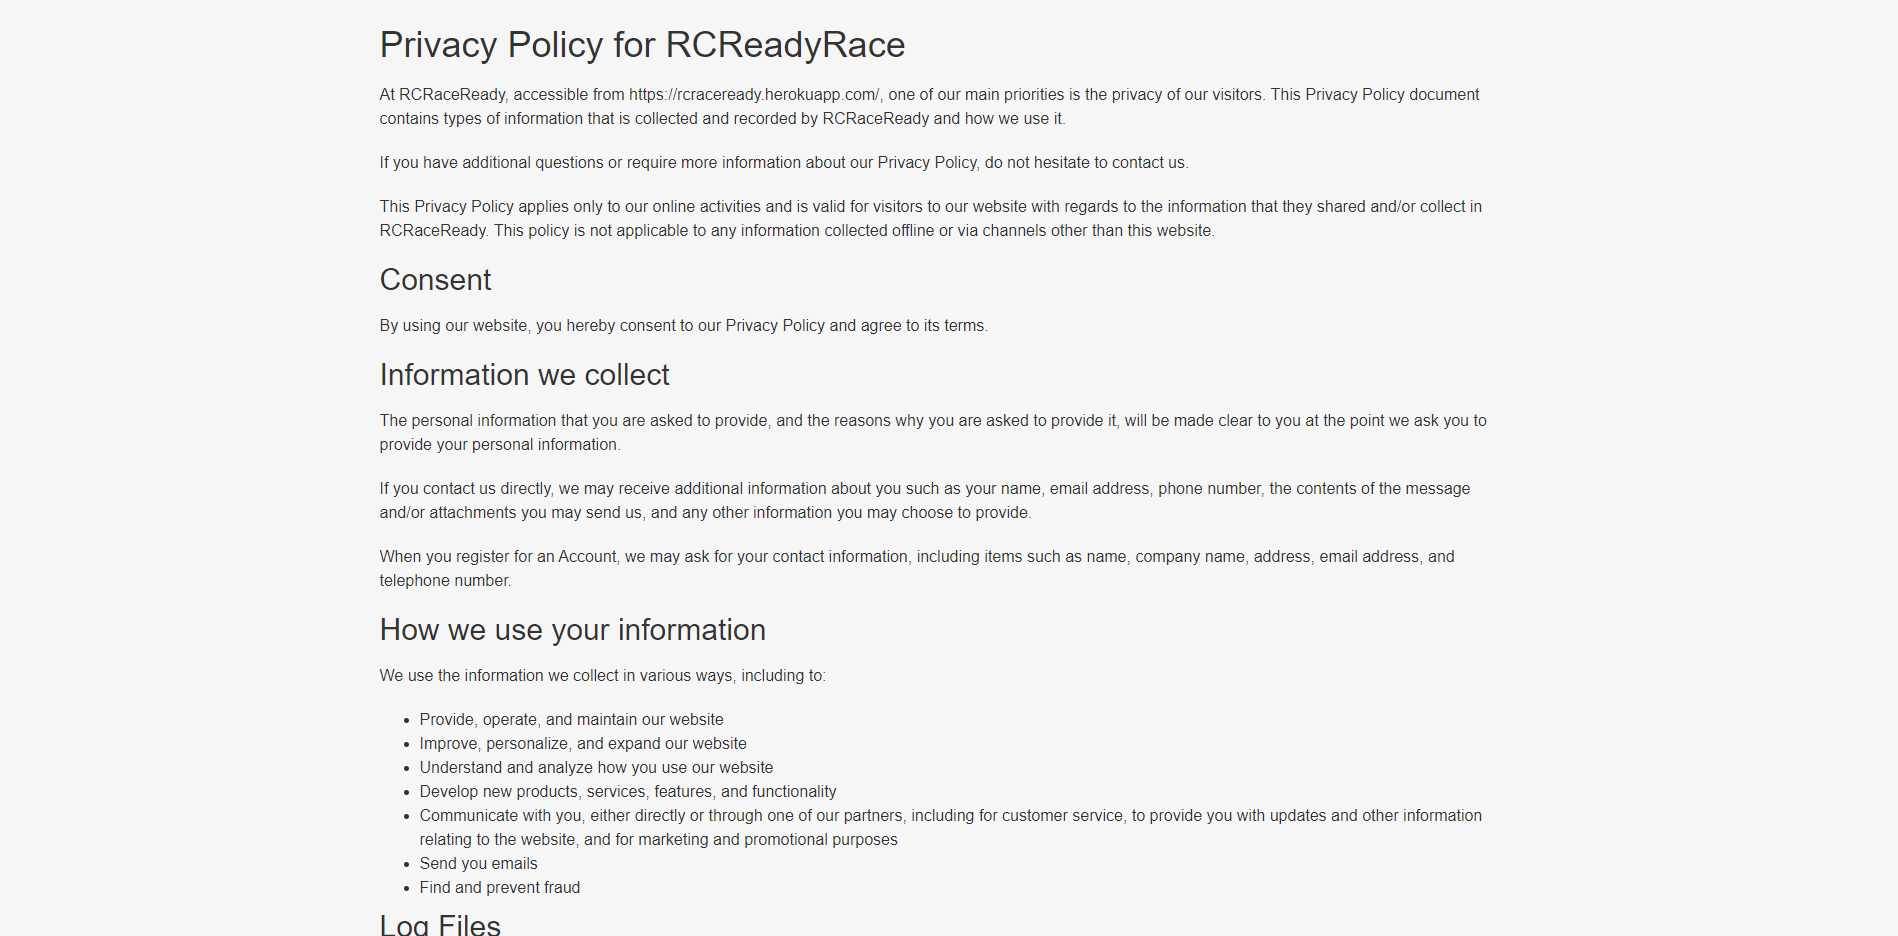 Privacy Policy for RCReadyRace
At RCRaceReady, accessible from https://rcraceready.herokuapp.com/, one of our main priorities is the privacy of our visitors. This Privacy Policy document
contains types of information that is collected and recorded by RCRaceReady and how we use it.
If you have additional questions or require more information about our Privacy Policy, do not hesitate to contact us.
This Privacy Policy applies only to our online activities and is valid for visitors to our website with regards to the information that they shared and/or collect in
RCRaceReady. This policy is not applicable to any information collected offline or via channels other than this website.
Consent
By using our website, you hereby consent to our Privacy Policy and agree to its terms.
Information we collect
The personal information that you are asked to provide, and the reasons why you are asked to provide it, will be made clear to you at the point we ask you to
provide your personal information.
If you contact us directly, we may receive additional information about you such as your name, email address, phone number, the contents of the message
and/or attachments you may send us, and any other information you may choose to provide.
When you register for an Account, we may ask for your contact information, including items such as name, company name, address, email address, and
telephone number.
How we use your information
We use the information we collect in various ways, including to:
• Provide, operate, and maintain our website
• Improve, personalize, and expand our website
• Understand and analyze how you use our website
• Develop new products, services, features, and functionality
• Communicate with you, either directly or through one of our partners, including for customer service, to provide you with updates and other information
relating to the website, and for marketing and promotional purposes
• Send you emails
• Find and prevent fraud
Log Files